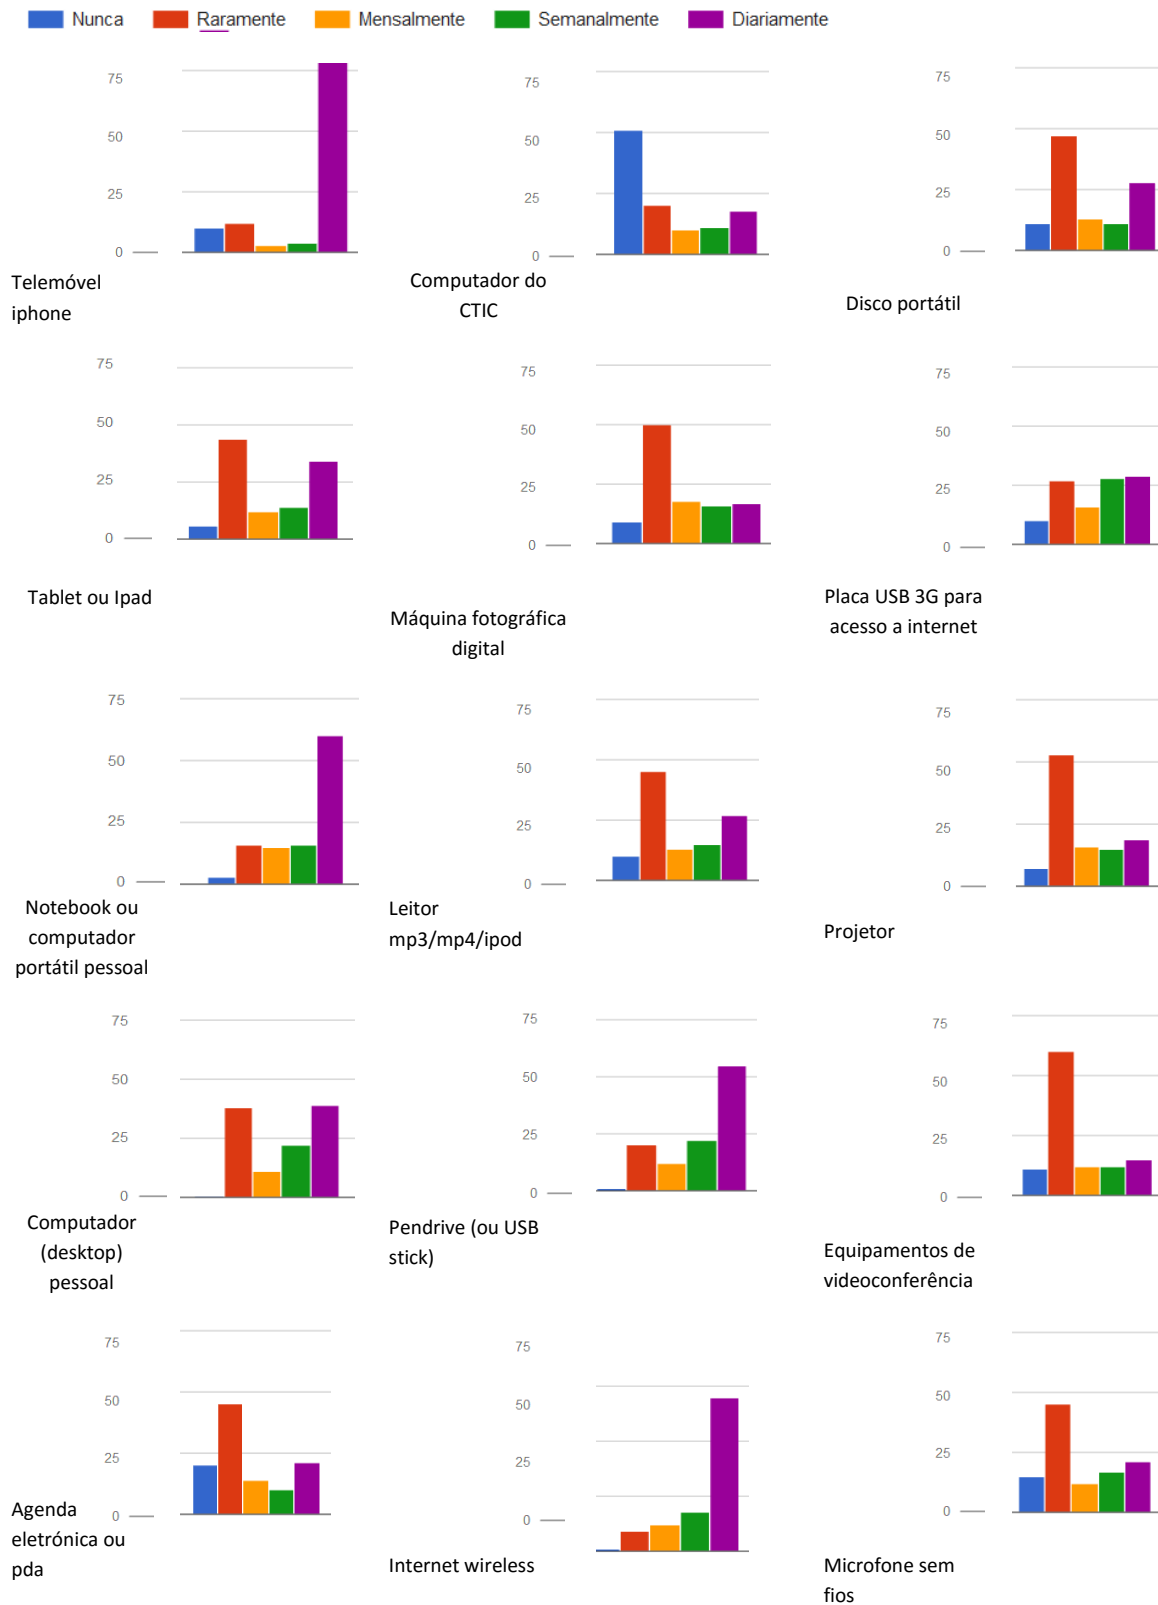 Nunca Raramente Mensalmente Semanalmente Diariamente
75
50
25
0
Telemóvel
iphone
75
50
25
0
Computador do
CTIC
75
50
25
0
Disco portátil
75
50
25
0
Tablet ou Ipad
75
50
25
0
Máquina fotográfica
digital
75
50
25
0
Placa USB 3G para
acesso a internet
75
50
25
0
Notebook ou
computador
portátil pessoal
75
50
25
0
Leitor
mp3/mp4/ipod
75
50
25
0
Projetor
75
50
25
0
Computador
(desktop)
pessoal
75
50
25
0
Pendrive (ou USB
stick)
75
50
25
0
Equipamentos de
videoconferência
75
50
25
0
Agenda
eletrónica ou
pda
75
50
25
0
Internet wireless
75
50
25
0
Microfone sem
fios